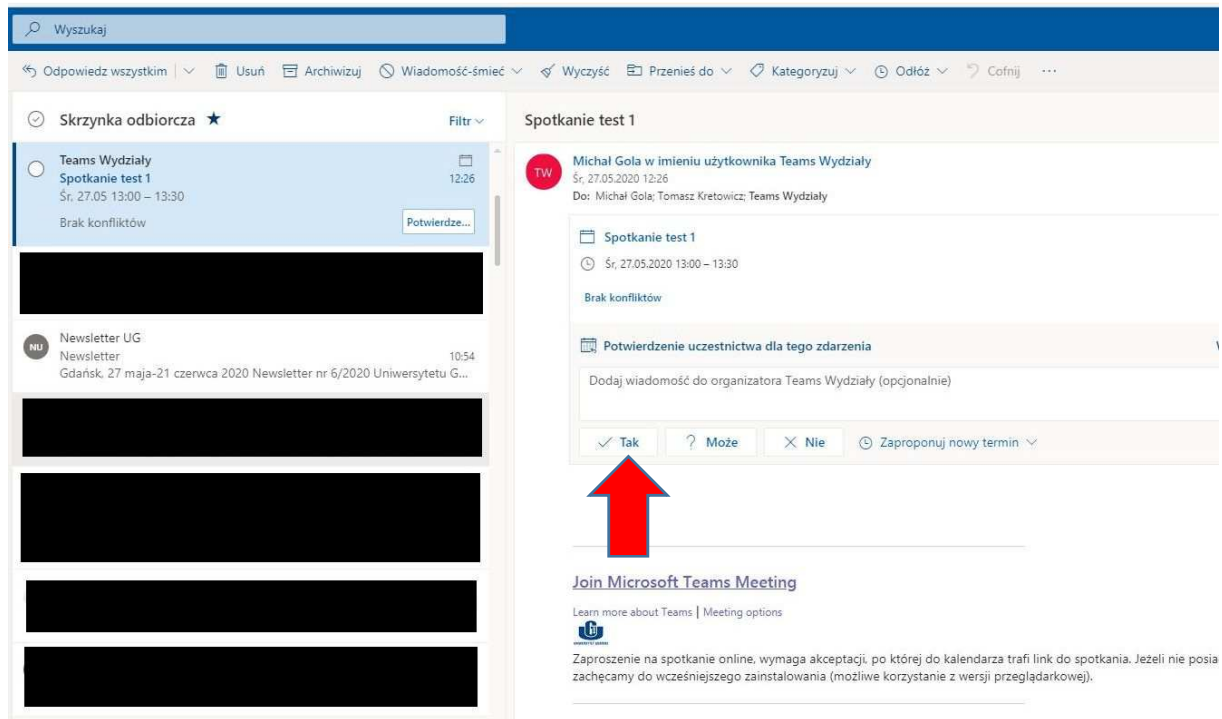 Wyszukaj
Odpowiedz wszystkim Usuń Archiwizuj Wiadomość-śmieć Wyczyść Przenieś do Kategoryzuj Odłóż Cofnij ...
Skrzynka odbiorcza ★ Filtr
Teams Wydziały
Spotkanie test 1 12:26
Śr, 27.05 13:00 – 13:30
Brak konfliktów Potwierdze...
NU
Newsletter UG
Newsletter 10:54
Gdańsk, 27 maja-21 czerwca 2020 Newsletter nr 6/2020 Uniwersytetu G...
Spotkanie test 1
TW
Michał Gola w imieniu użytkownika Teams Wydziały
Śr, 27.05.2020 12:26
Do: Michał Gola; Tomasz Kretowicz; Teams Wydziały
Spotkanie test 1
Śr, 27.05.2020 13:00 – 13:30
Brak konfliktów
Potwierdzenie uczestnictwa dla tego zdarzenia
Dodaj wiadomość do organizatora Teams Wydziały (opcjonalnie)
Tak ? Może Nie Zaproponuj nowy termin
Join Microsoft Teams Meeting
Learn more about Teams | Meeting options
Zaproszenie na spotkanie online, wymaga akceptacji, po której do kalendarza trafi link do spotkania. Jeżeli nie posia
zachęcamy do wcześniejszego zainstalowania (możliwe korzystanie z wersji przeglądarkowej).